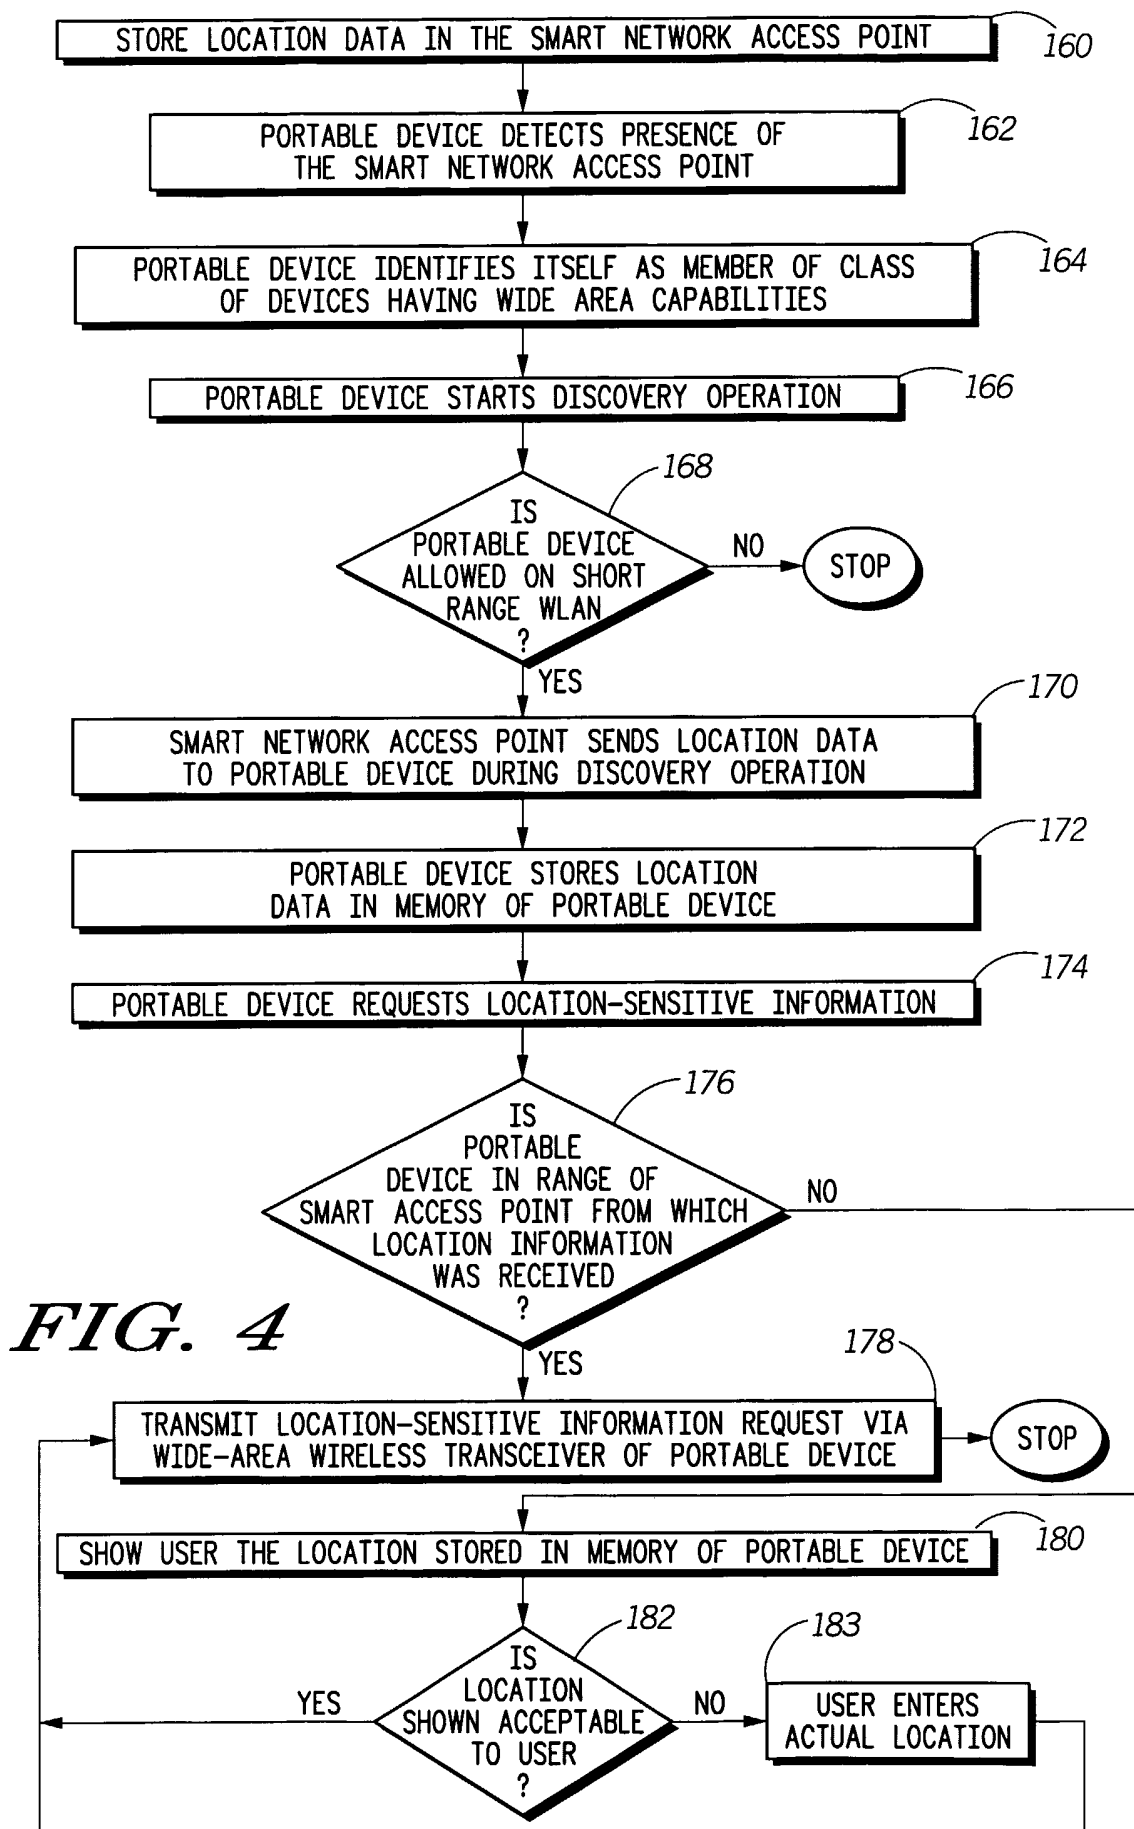 STORE LOCATION DATA IN THE SMART NETWORK ACCESS POINT
160
PORTABLE DEVICE DETECTS PRESENCE OF
THE SMART NETWORK ACCESS POINT
162
PORTABLE DEVICE IDENTIFIES ITSELF AS MEMBER OF CLASS
OF DEVICES HAVING WIDE AREA CAPABILITIES
164
PORTABLE DEVICE STARTS DISCOVERY OPERATION
166
168
IS
PORTABLE DEVICE
ALLOWED ON SHORT
RANGE WLAN
?
NO
STOP
YES
170
SMART NETWORK ACCESS POINT SENDS LOCATION DATA
TO PORTABLE DEVICE DURING DISCOVERY OPERATION
172
PORTABLE DEVICE STORES LOCATION
DATA IN MEMORY OF PORTABLE DEVICE
174
PORTABLE DEVICE REQUESTS LOCATION-SENSITIVE INFORMATION
176
IS
PORTABLE
DEVICE IN RANGE OF
SMART ACCESS POINT FROM WHICH
LOCATION INFORMATION
WAS RECEIVED
?
NO
FIG. 4
YES
178
TRANSMIT LOCATION-SENSITIVE INFORMATION REQUEST VIA
WIDE-AREA WIRELESS TRANSCEIVER OF PORTABLE DEVICE
STOP
SHOW USER THE LOCATION STORED IN MEMORY OF PORTABLE DEVICE
180
182
IS
LOCATION
SHOWN ACCEPTABLE
TO USER
?
YES
NO
183
USER ENTERS
ACTUAL LOCATION